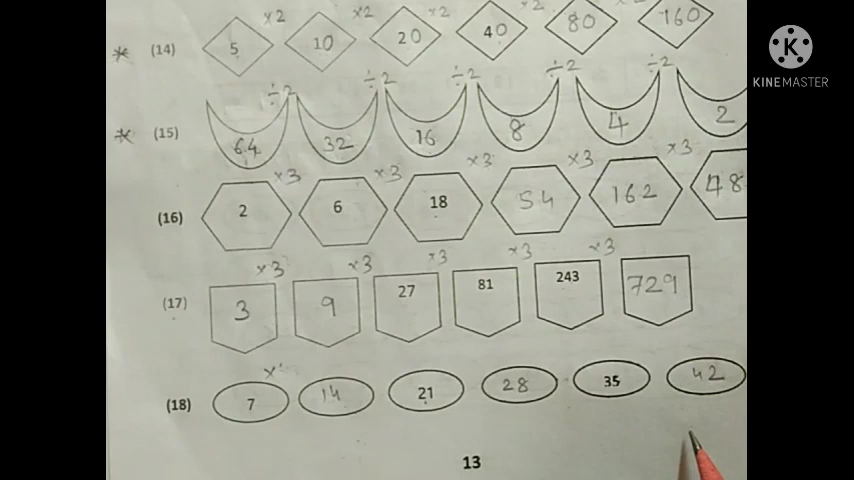 ×2 ×2 ×2 ×2
* (14) 5 10 20 40 80 160
K
KINEMASTER
÷2 ÷2 ÷2 ÷2 ÷2
* (15) 64 32 16 8 4 2
×3 ×3 ×3 ×3 ×3
(16) 2 6 18 54 162 48
×3 ×3 ×3 ×3 ×3
(17) 3 9 27 81 243 729
(18) 7 14 21 28 35 42
13